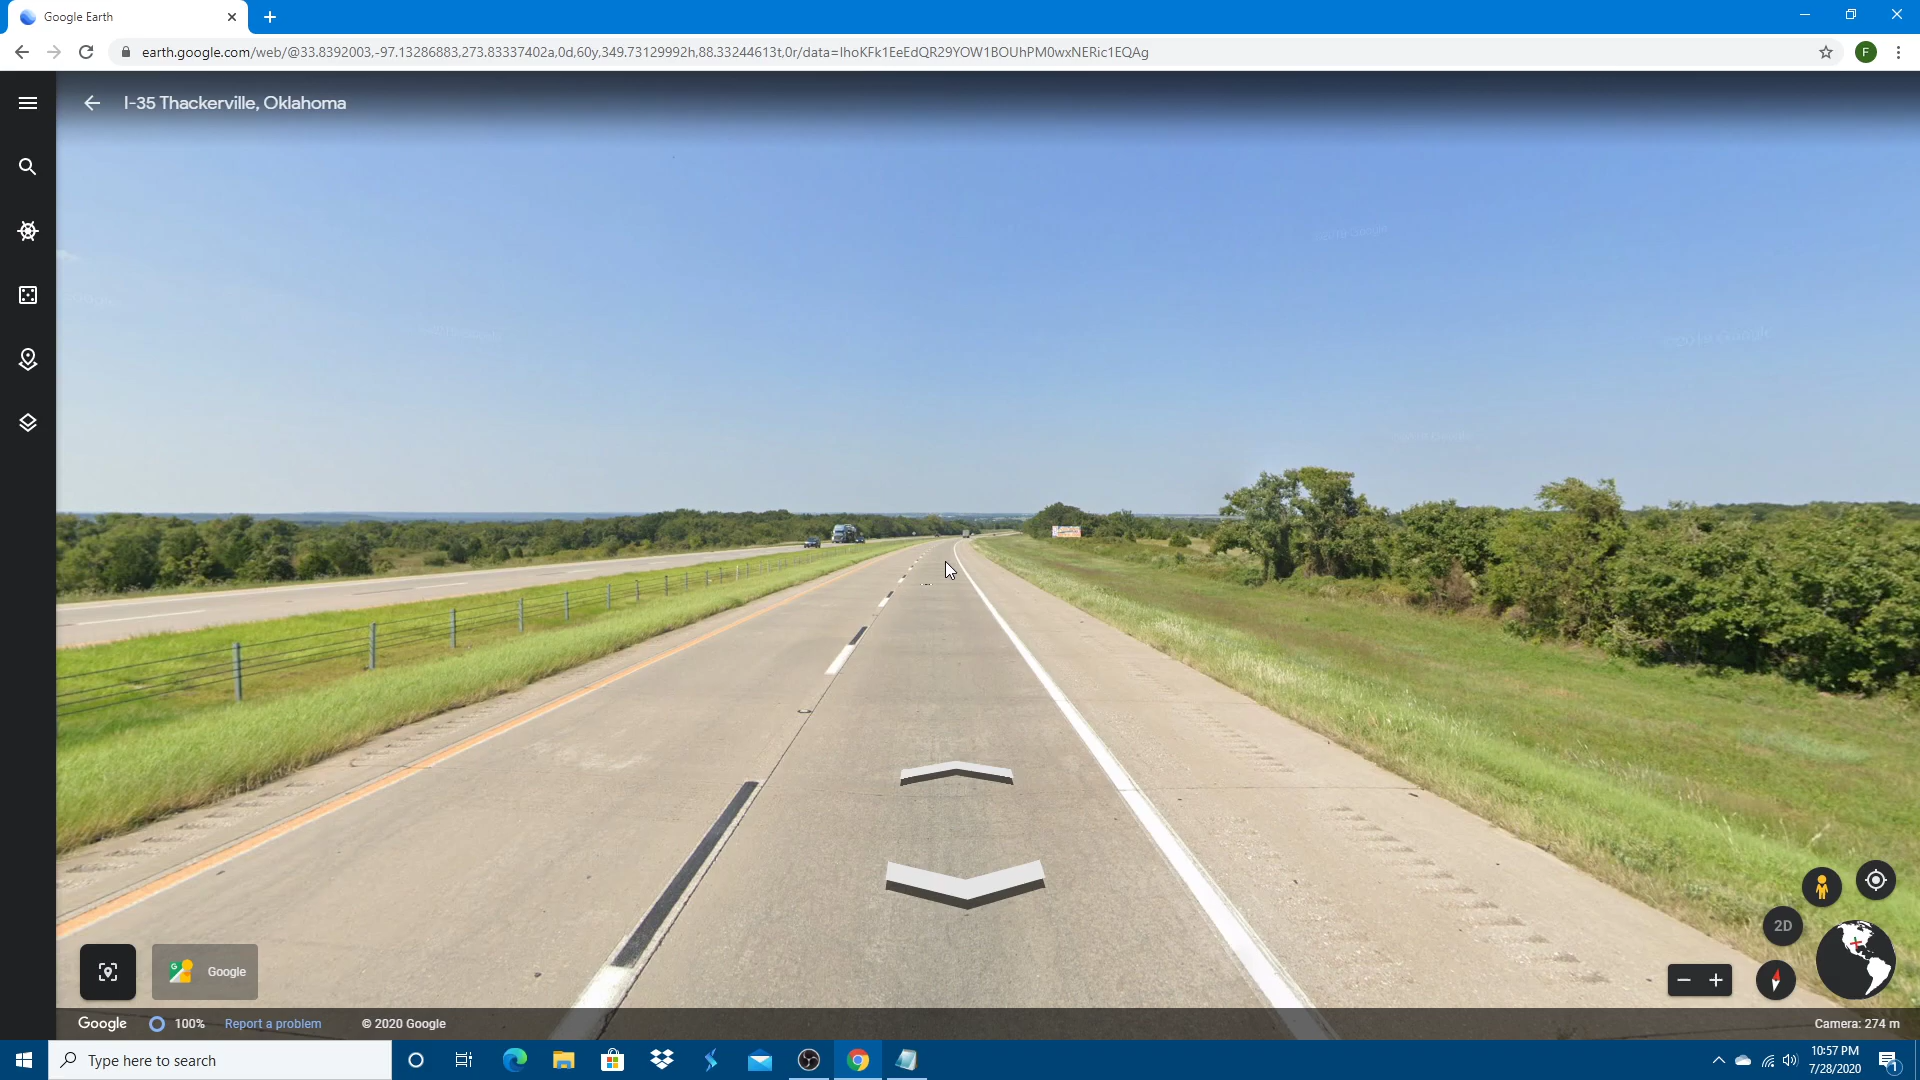 Google Earth
earth.google.com/web/@33.8392003,-97.13286883,273.83337402a,0d,60y,349.73129992h,88.33244613t,0r/data=IhoKFk1EeEdQR29YOW1BOUhPM0wxNERic1EQAg
F
I-35 Thackerville, Oklahoma
2D
Google
Google
100%
Report a problem
© 2020 Google
Camera: 274 m
Type here to search
10:57 PM
7/28/2020
1